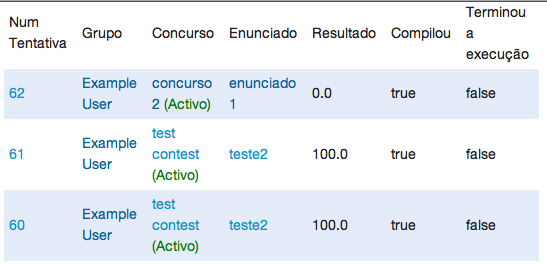 Num Tentativa Grupo Concurso Enunciado Resultado Compilou Terminou a execução
62 Example User concurso 2 (Activo) enunciado 1 0.0 true false
61 Example User test contest (Activo) teste2 100.0 true false
60 Example User test contest (Activo) teste2 100.0 true false